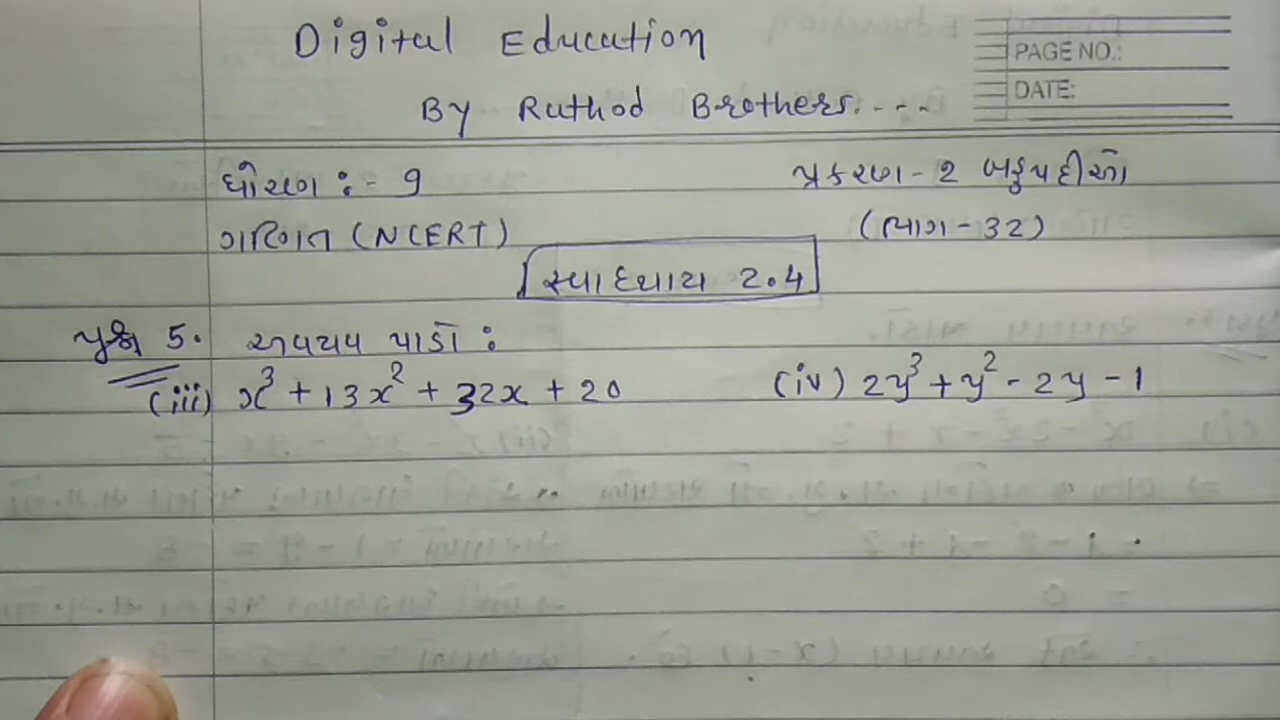 Digital Education
PAGE NO.:
DATE:
By Rathod Brothers....
ધોરણ :- 9
પ્રકરણ - 2 બહુપદીઓ
ગણિત (NCERT)
(ભાગ - 32)
સ્વાધ્યાય 2.4
પ્રશ્ન 5. અવયવ પાડો :
(iii) x³ + 13x² + 32x + 20
(iv) 2y³ + y² - 2y - 1